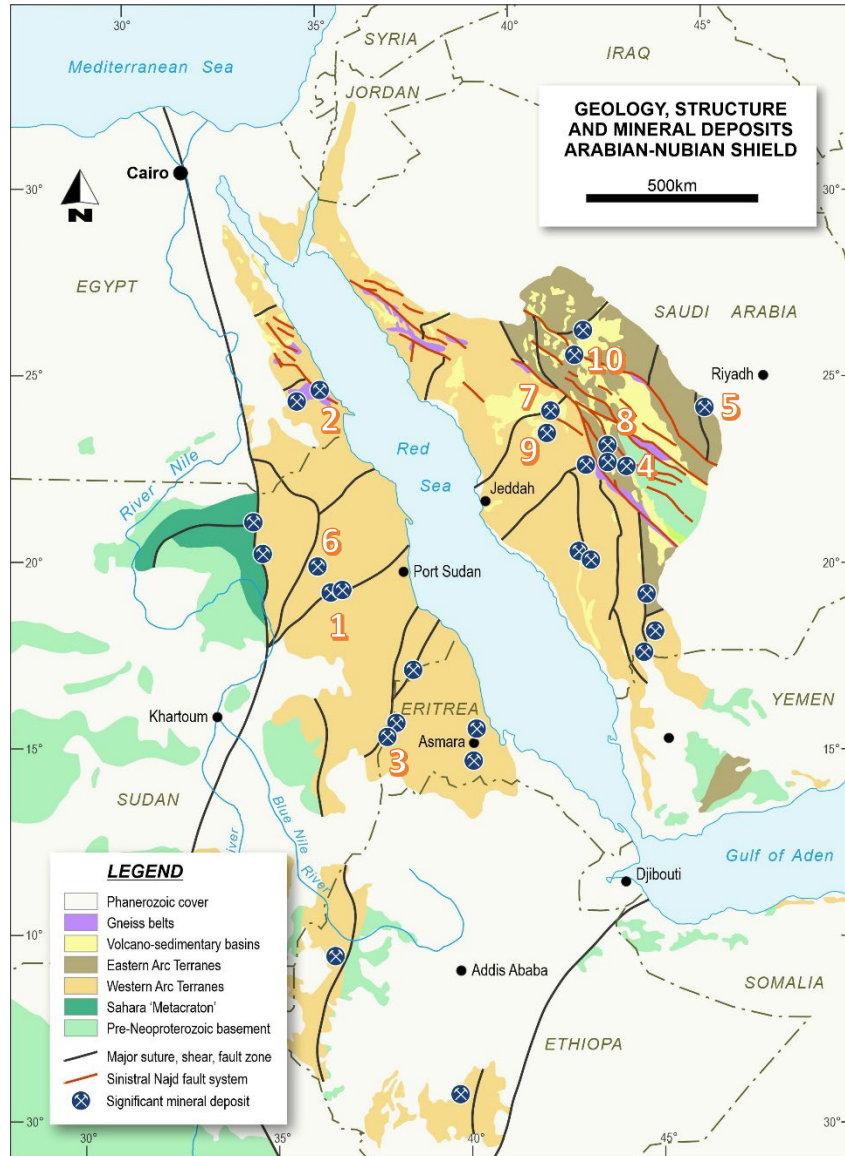 30°
35°
40°
45°
SYRIA
IRAQ
Mediterranean Sea
JORDAN
GEOLOGY, STRUCTURE
AND MINERAL DEPOSITS
ARABIAN-NUBIAN SHIELD
500km
Cairo
30°
30°
N
EGYPT
SAUDI ARABIA
10
25°
Riyadh
25°
7
5
2
8
9
4
Red
Sea
River Nile
Jeddah
20°
6
Port Sudan
20°
1
YEMEN
Khartoum
ERITREA
15°
Asmara
15°
3
SUDAN
Blue Nile
River
River
Gulf of Aden
Djibouti
LEGEND
Phanerozoic cover
Gneiss belts
Volcano-sedimentary basins
Eastern Arc Terranes
Western Arc Terranes
Sahara 'Metacraton'
Pre-Neoproterozoic basement
Major suture, shear, fault zone
Sinistral Najd fault system
Significant mineral deposit
10°
10°
Addis Ababa
SOMALIA
ETHIOPA
30°
30°
30°
35°
40°
45°